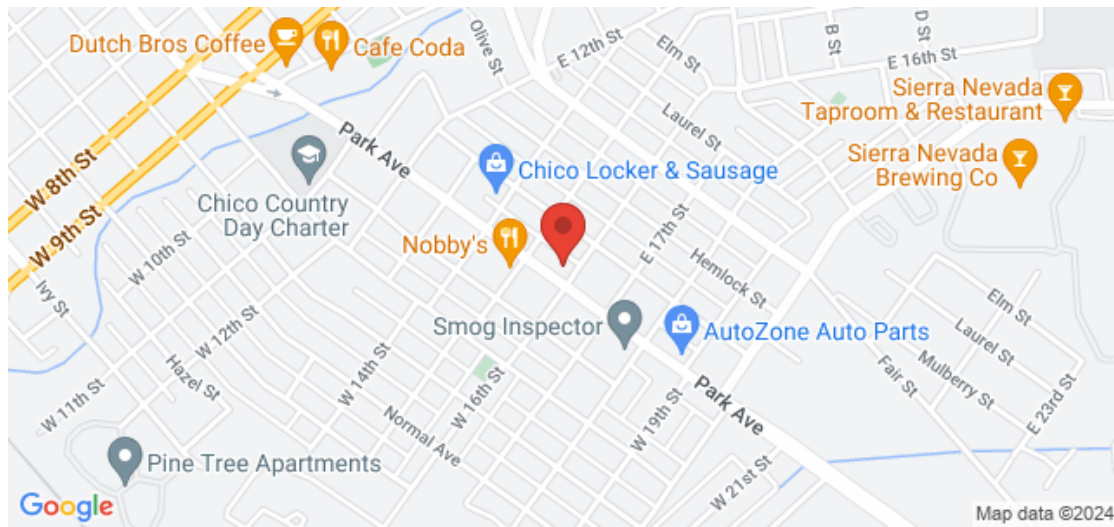 Dutch Bros Coffee
Cafe Coda
Olive St
E 12th St
Elm St
B St
D St
E 16th St
Sierra Nevada
Taproom & Restaurant
Park Ave
Laurel St
W 8th St
Chico Locker & Sausage
Sierra Nevada
Brewing Co
Chico Country
Day Charter
W 9th St
W 10th St
Nobby's
E 17th St
Hemlock St
Ivy St
W 12th St
Smog Inspector
AutoZone Auto Parts
Elm St
Laurel St
Hazel St
W 14th St
W 16th St
W 11th St
Normal Ave
W 19th St
Park Ave
Fair St
Mulberry St
E 23rd St
Pine Tree Apartments
W 21st St
Google
Map data ©2024